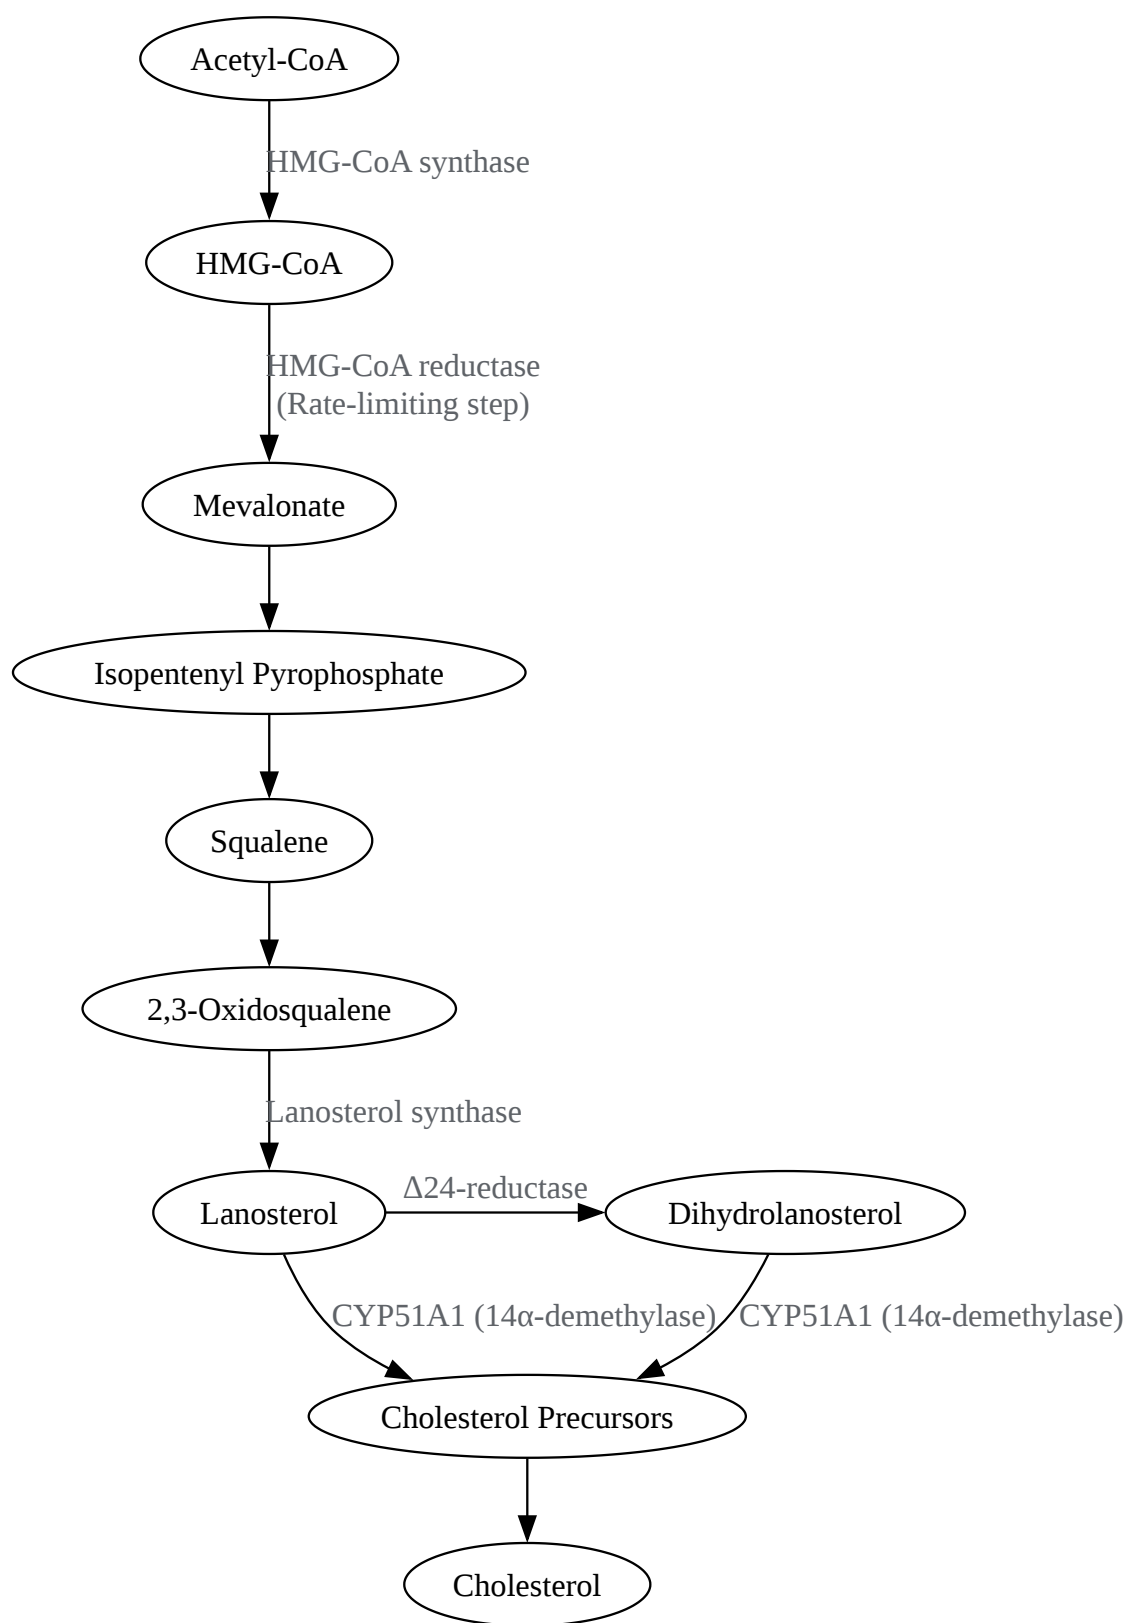 Acetyl-CoA
HMG-CoA synthase
HMG-CoA
HMG-CoA reductase
(Rate-limiting step)
Mevalonate
Isopentenyl Pyrophosphate
Squalene
2,3-Oxidosqualene
Lanosterol synthase
Δ24-reductase
Lanosterol
Dihydrolanosterol
CYP51A1 (14α-demethylase)
CYP51A1 (14α-demethylase)
Cholesterol Precursors
Cholesterol